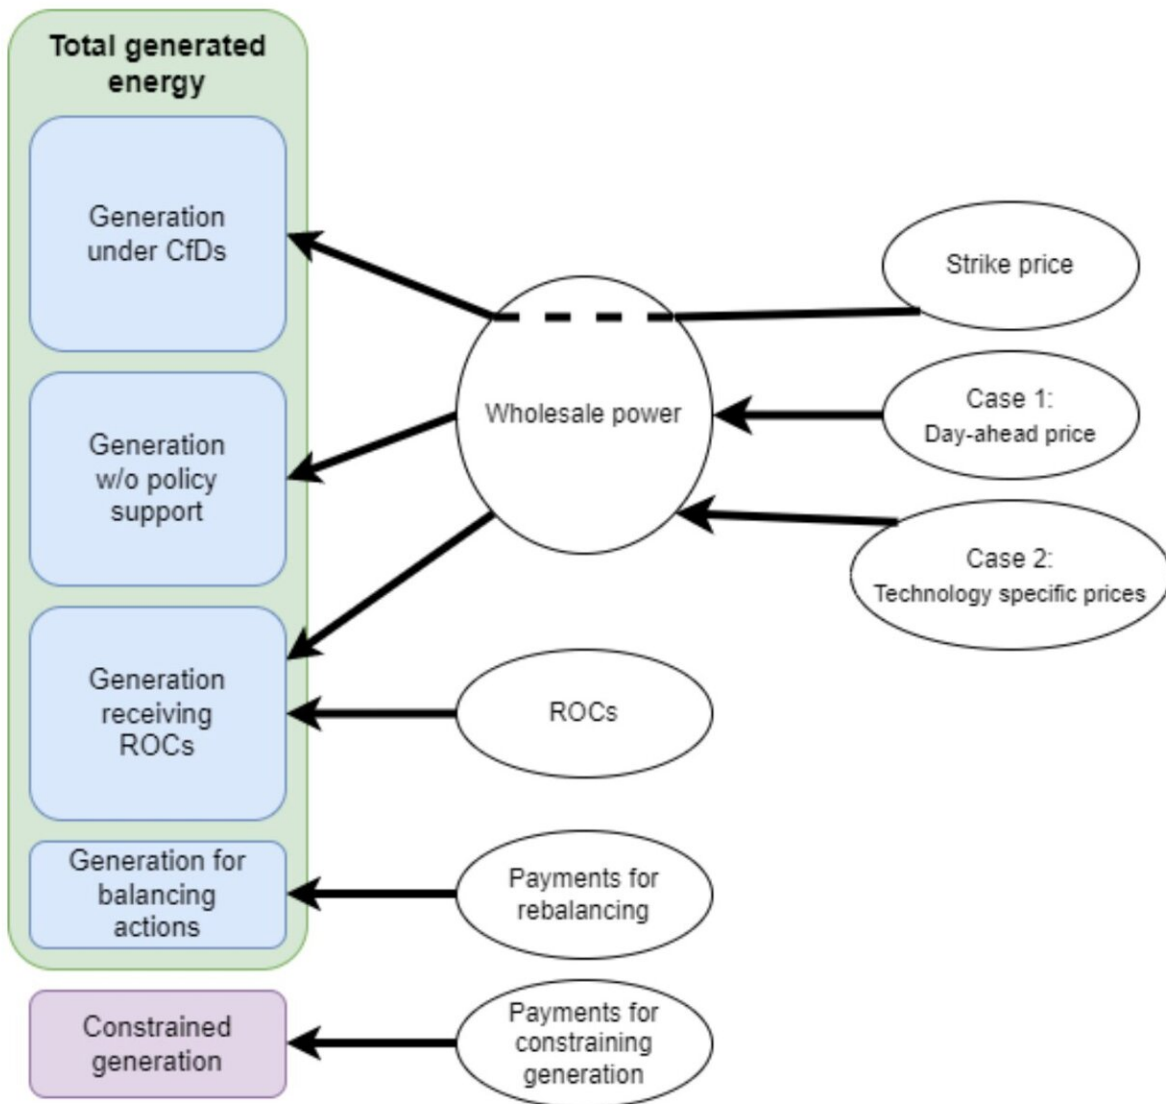 Total generated
energy
Generation
under CfDs
Generation
w/o policy
support
Generation
receiving
ROCs
Generation for
balancing
actions
Constrained
generation
Wholesale power
ROCs
Payments for
rebalancing
Payments for
constraining
generation
Strike price
Case 1:
Day-ahead price
Case 2:
Technology specific prices